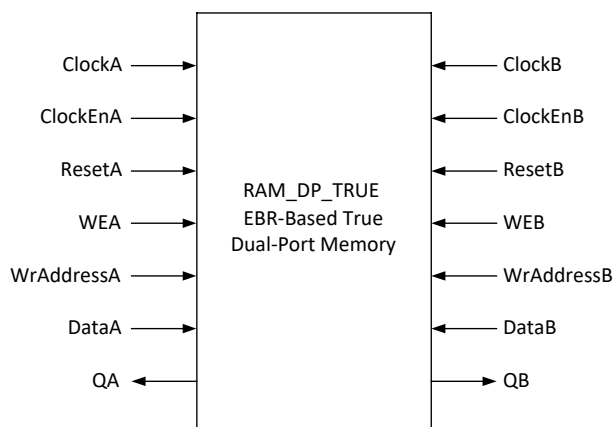 ClockA
ClockEnA
ResetA
WEA
WrAddressA
DataA
QA
RAM_DP_TRUE
EBR-Based True
Dual-Port Memory
ClockB
ClockEnB
ResetB
WEB
WrAddressB
DataB
QB